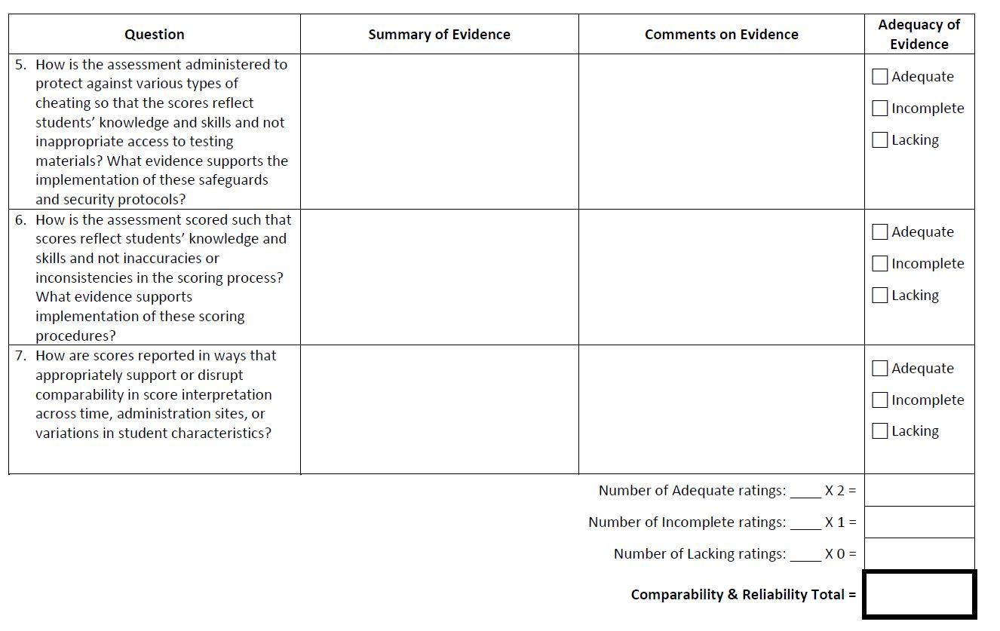 Question
Summary of Evidence
Comments on Evidence
Adequacy of
Evidence
5. How is the assessment administered to
protect against various types of
cheating so that the scores reflect
students’ knowledge and skills and not
inappropriate access to testing
materials? What evidence supports the
implementation of these safeguards
and security protocols?
Adequate
Incomplete
Lacking
6. How is the assessment scored such that
scores reflect students’ knowledge and
skills and not inaccuracies or
inconsistencies in the scoring process?
What evidence supports
implementation of these scoring
procedures?
Adequate
Incomplete
Lacking
7. How are scores reported in ways that
appropriately support or disrupt
comparability in score interpretation
across time, administration sites, or
variations in student characteristics?
Adequate
Incomplete
Lacking
Number of Adequate ratings: ____ X 2 =
Number of Incomplete ratings: ____ X 1 =
Number of Lacking ratings: ____ X 0 =
Comparability & Reliability Total =